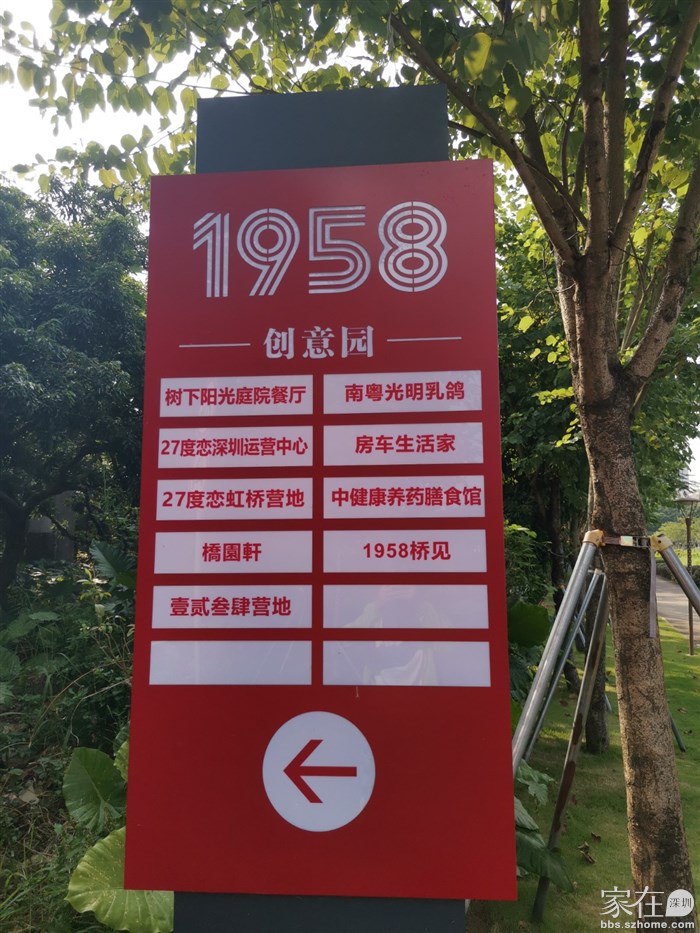 1958
创意园
树下阳光庭院餐厅
南粤光明乳鸽
27度恋深圳运营中心
房车生活家
27度恋虹桥营地
中健康养药膳食馆
橋園軒
1958桥见
壹贰叁肆营地
家在深圳
bbs.szhome.com